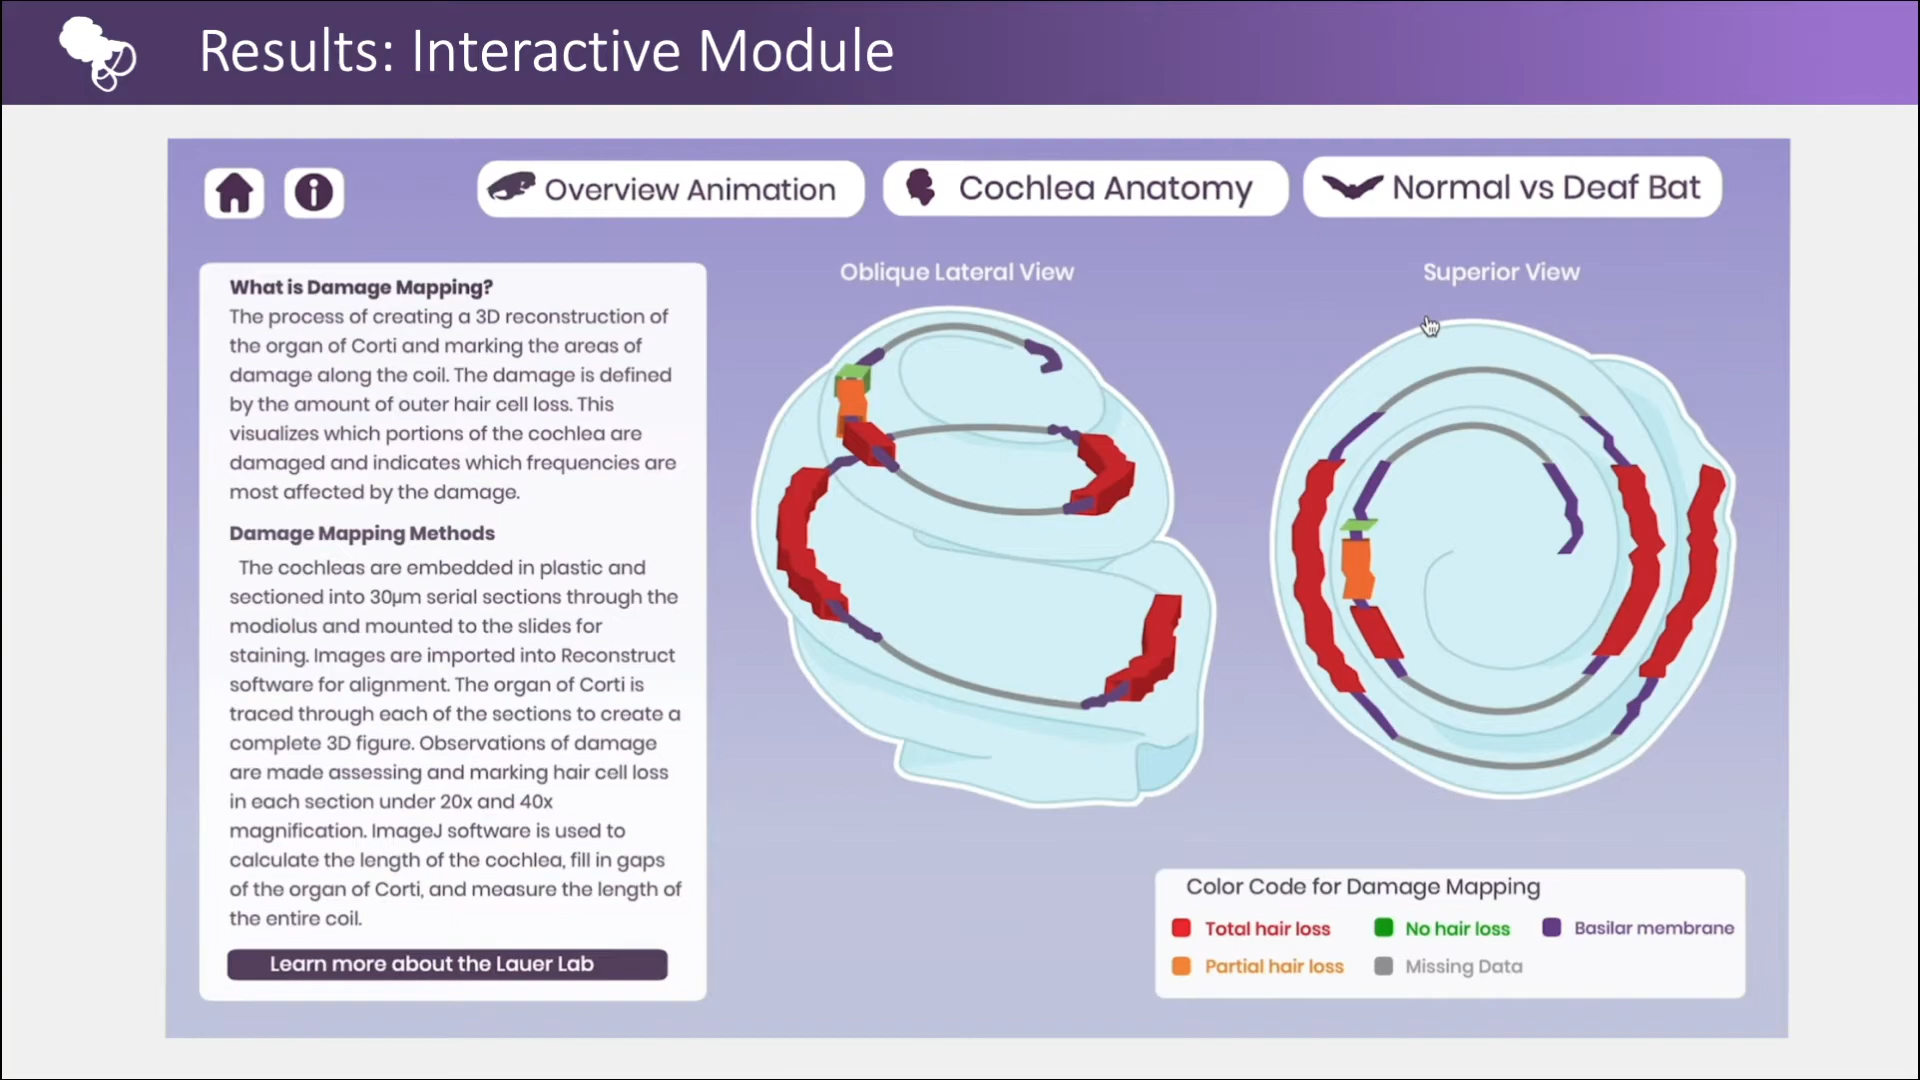 Results: Interactive Module
Overview Animation
Cochlea Anatomy
Normal vs Deaf Bat
What is Damage Mapping?
The process of creating a 3D reconstruction of
the organ of Corti and marking the areas of
damage along the coil. The damage is defined
by the amount of outer hair cell loss. This
visualizes which portions of the cochlea are
damaged and indicates which frequencies are
most affected by the damage.
Damage Mapping Methods
The cochleas are embedded in plastic and
sectioned into 30µm serial sections through the
modiolus and mounted to the slides for
staining. Images are imported into Reconstruct
software for alignment. The organ of Corti is
traced through each of the sections to create a
complete 3D figure. Observations of damage
are made assessing and marking hair cell loss
in each section under 20x and 40x
magnification. ImageJ software is used to
calculate the length of the cochlea, fill in gaps
of the organ of Corti, and measure the length of
the entire coil.
Learn more about the Lauer Lab
Oblique Lateral View
Superior View
Color Code for Damage Mapping
Total hair loss
No hair loss
Basilar membrane
Partial hair loss
Missing Data